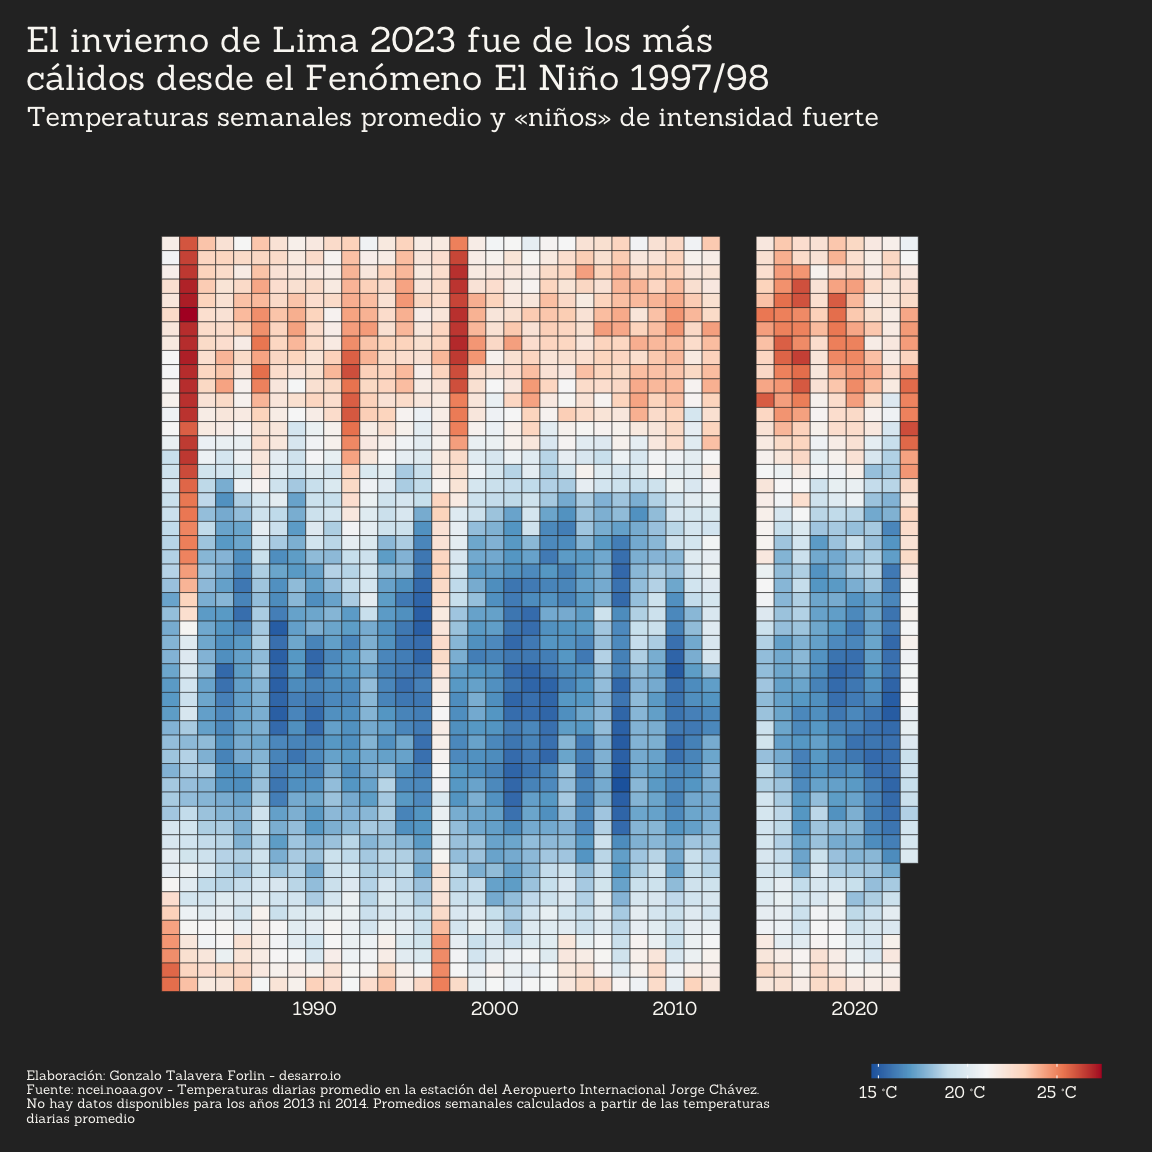 El invierno de Lima 2023 fue de los más
cálidos desde el Fenómeno El Niño 1997/98
Temperaturas semanales promedio y «niños» de intensidad fuerte
1990 2000 2010 2020
15 °C 20 °C 25 °C
Elaboración: Gonzalo Talavera Forlin - desarro.io
Fuente: ncei.noaa.gov - Temperaturas diarias promedio en la estación del Aeropuerto Internacional Jorge Chávez.
No hay datos disponibles para los años 2013 ni 2014. Promedios semanales calculados a partir de las temperaturas
diarias promedio